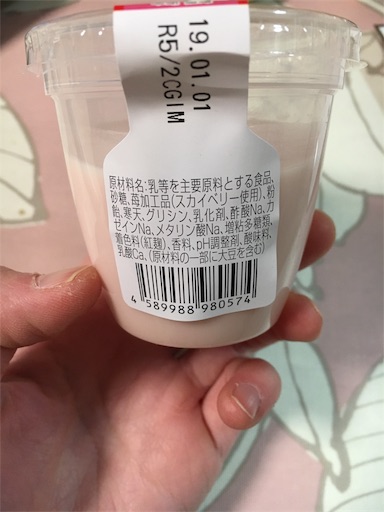 19.01.01
R5/2CGIM
原材料名:乳等を主要原料とする食品、
砂糖、苺加工品(スカイベリー使用)、粉
飴、寒天、グリシン、乳化剤、酢酸Na、カ
ゼインNa、メタリン酸Na、増粘多糖類、
着色料(紅麹)、香料、pH調整剤、酸味料、
乳酸Ca、(原材料の一部に大豆を含む)
4 589988 980574